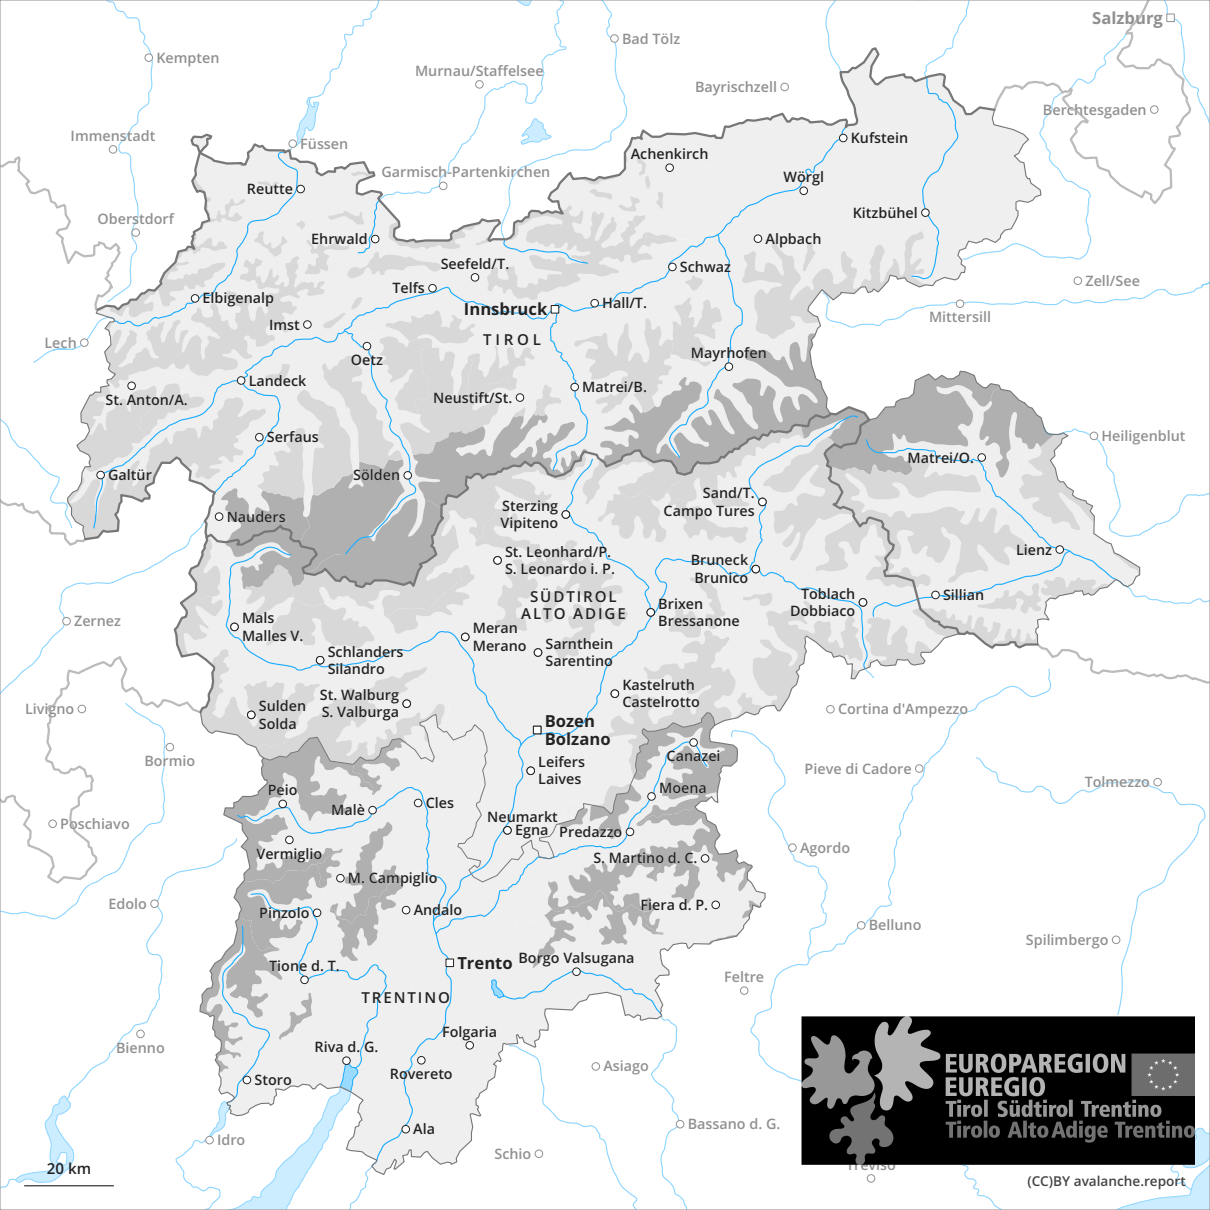 Salzburg
Bad Tölz
Kempten
Murnau/Staffelsee
Bayrischzell
Berchtesgaden
Immenstadt
Füssen
Kufstein
Achenkirch
Garmisch-Partenkirchen
Wörgl
Reutte
Oberstdorf
Kitzbühel
Ehrwald
Alpbach
Seefeld/T.
Schwaz
Zell/See
Telfs
Elbigenalp
Hall/T.
Innsbruck
Mittersill
Imst
TIROL
Lech
Oetz
Mayrhofen
Landeck
Matrei/B.
St. Anton/A.
Neustift/St.
Serfaus
Heiligenblut
Matrei/O.
Galtür
Sölden
Sand/T.
Campo Tures
Sterzing
Vipiteno
Nauders
St. Leonhard/P.
S. Leonardo i. P.
Lienz
Bruneck
Brunico
SÜDTIROL
ALTO ADIGE
Toblach
Dobbiaco
Sillian
Brixen
Bressanone
Zernez
Mals
Malles V.
Meran
Merano
Sarnthein
Sarentino
Schlanders
Silandro
Kastelruth
Castelrotto
St. Walburg
S. Valburga
Sulden
Solda
Livigno
Cortina d'Ampezzo
Bozen
Bolzano
Bormio
Canazei
Leifers
Laives
Pieve di Cadore
Tolmezzo
Peio
Moena
Cles
Malè
Neumarkt
Egna
Predazzo
Poschiavo
Vermiglio
Agordo
S. Martino d. C.
M. Campiglio
Edolo
Pinzolo
Andalo
Fiera d. P.
Belluno
Spilimbergo
Trento
Borgo Valsugana
Tione d. T.
Feltre
TRENTINO
Folgaria
Bienno
Riva d. G.
Rovereto
Asiago
Storo
EUROPAREGION
EUREGIO
Tirol Südtirol Trentino
Tirolo Alto Adige Trentino
Ala
Idro
Bassano d. G.
Schio
Treviso
20 km
(CC)BY avalanche.report